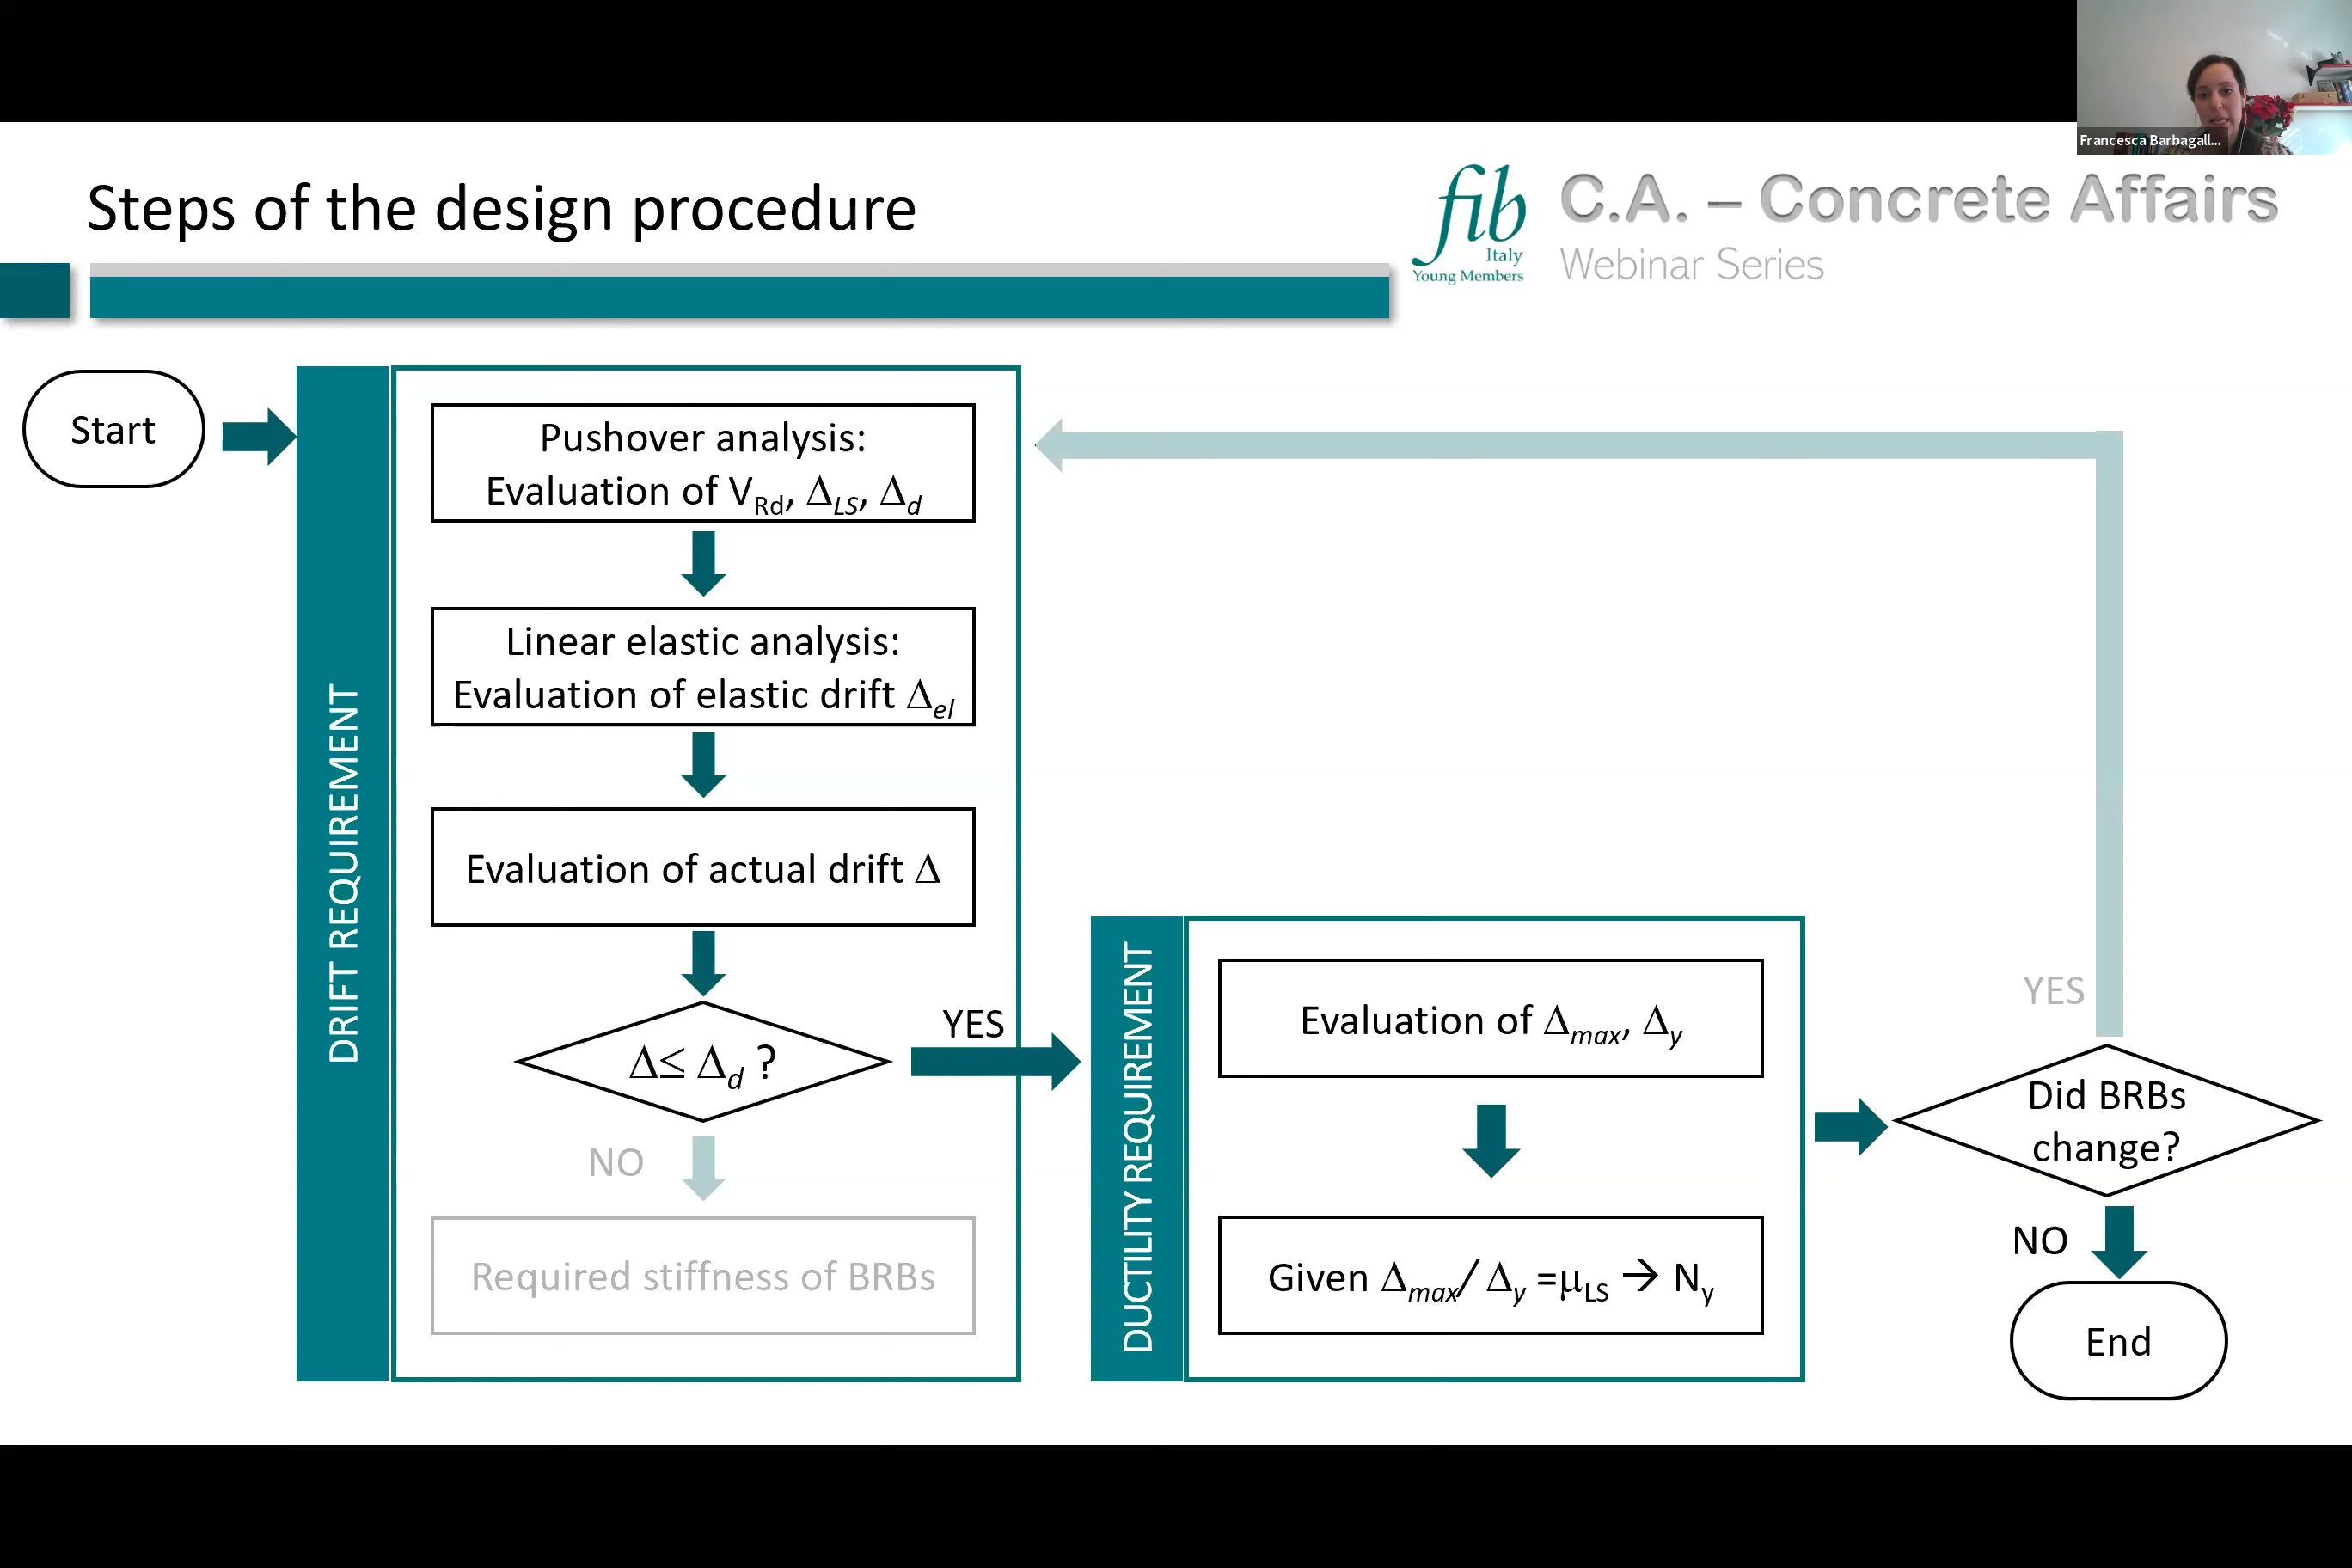 Francesca Barbagall...
Steps of the design procedure
fib
Italy
Young Members
C.A. – Concrete Affairs
Webinar Series
Start
DRIFT REQUIREMENT
Pushover analysis:
Evaluation of V_Rd, Δ_LS, Δ_d
Linear elastic analysis:
Evaluation of elastic drift Δ_el
Evaluation of actual drift Δ
Δ≤ Δ_d ?
YES
NO
Required stiffness of BRBs
DUCTILITY REQUIREMENT
Evaluation of Δ_max, Δ_y
Given Δ_max/ Δ_y =μ_LS → N_y
YES
Did BRBs
change?
NO
End